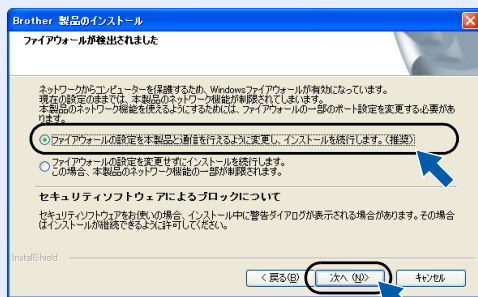 Brother 製品のインストール
ファイアウォールが検出されました
ネットワークからコンピューターを保護するため、Windowsファイアウォールが有効になっています。
現在の設定のままでは、本製品のネットワーク機能が制限されてしまいます。
本製品のネットワーク機能を使えるようにするためには、ファイアウォールの一部のポート設定を変更する必要があ
ります。
ファイアウォールの設定を本製品と通信を行えるように変更し、インストールを続行します。(推奨)
ファイアウォールの設定を変更せずにインストールを続行します。
この場合、本製品のネットワーク機能の一部が制限されます。
セキュリティソフトウェアによるブロックについて
セキュリティソフトウェアをお使いの場合、インストール中に警告ダイアログが表示される場合があります。その場合
はインストールが継続できるように許可してください。
InstallShield
< 戻る(B)
次へ (N)>
キャンセル